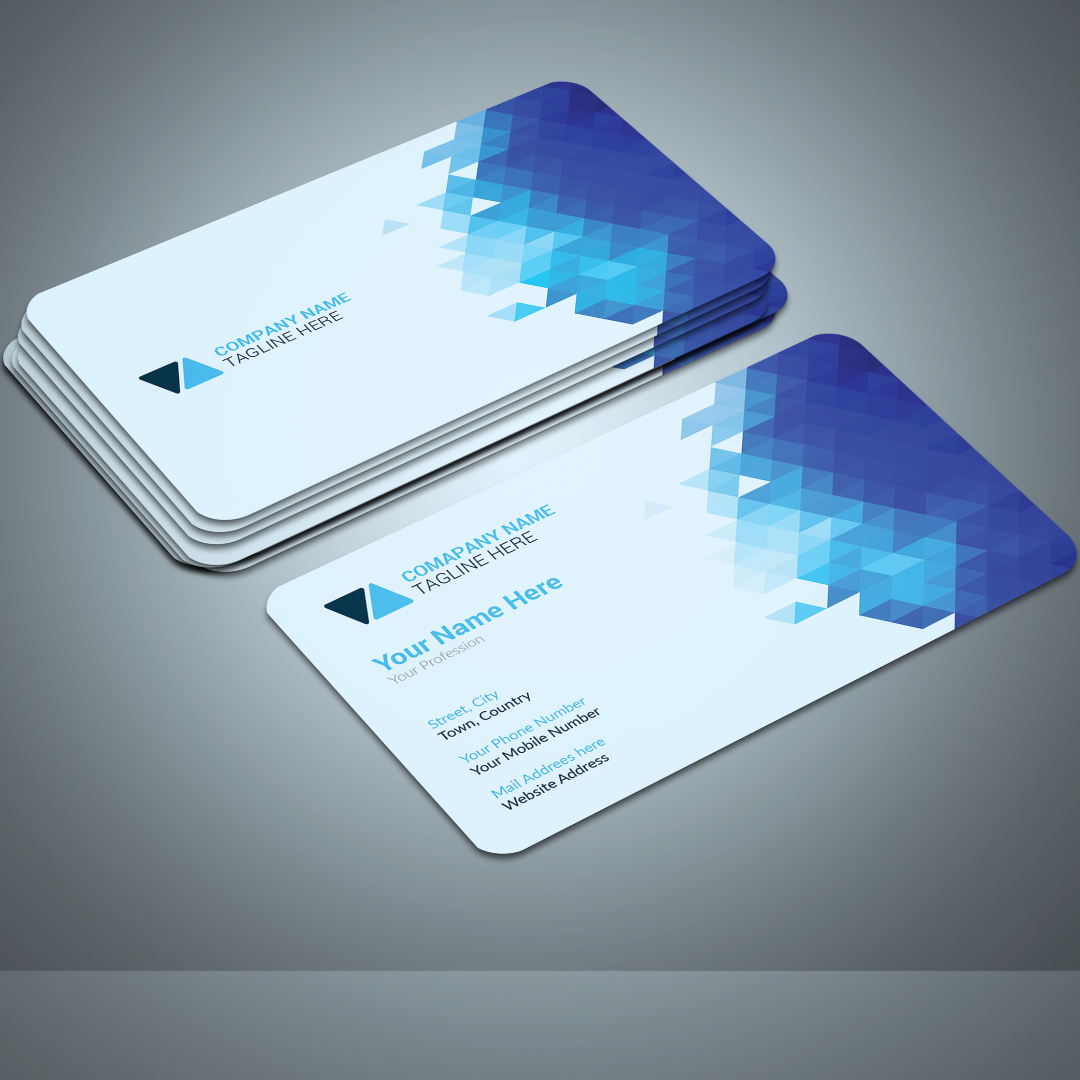 COMPANY NAME
TAGLINE HERE
COMAPANY NAME
TAGLINE HERE
Your Name Here
Your Profession
Street, City
Town, Country
Your Phone Number
Your Mobile Number
Mail Addrees here
Website Address